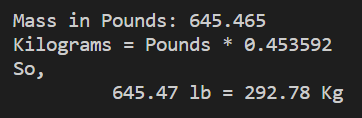 Mass in Pounds: 645.465
Kilograms = Pounds * 0.453592
So,
645.47 lb = 292.78 Kg